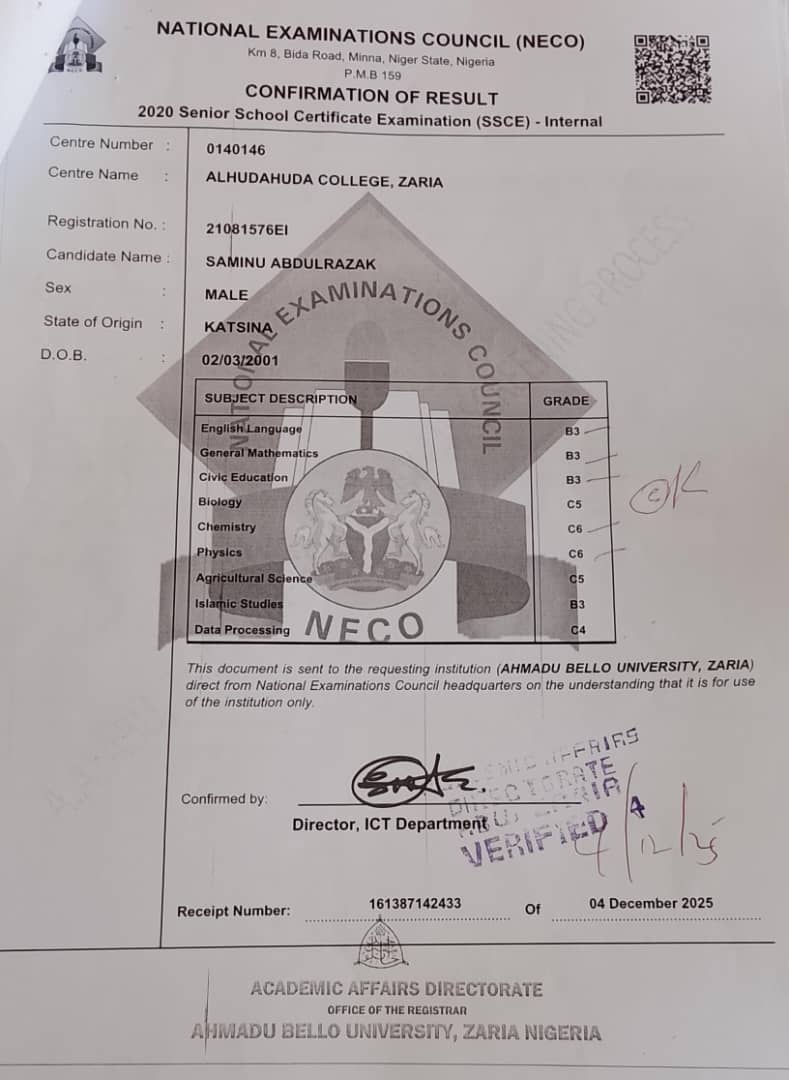 NATIONAL EXAMINATIONS COUNCIL (NECO)
Km 8, Bida Road, Minna, Niger State, Nigeria
P.M.B 159
CONFIRMATION OF RESULT
2020 Senior School Certificate Examination (SSCE) - Internal
NECO
Centre Number : 0140146
Centre Name : ALHUDAHUDA COLLEGE, ZARIA
Registration No. : 21081576EI
Candidate Name : SAMINU ABDULRAZAK
Sex : MALE
State of Origin : KATSINA
D.O.B. : 02/03/2001
NATIONAL EXAMINATIONS COUNCIL
SUBJECT DESCRIPTION GRADE
English Language B3
General Mathematics B3
Civic Education B3
Biology C5
Chemistry C6
Physics C6
Agricultural Science C5
Islamic Studies B3
Data Processing C4
OK
NECO
This document is sent to the requesting institution (AHMADU BELLO UNIVERSITY, ZARIA)
direct from National Examinations Council headquarters on the understanding that it is for use
of the institution only.
AFFAIRS
DIRECTORATE
VERIFIED 4
4/12/25
Confirmed by:
Director, ICT Department
Receipt Number: 161387142433 Of 04 December 2025
ACADEMIC AFFAIRS DIRECTORATE
OFFICE OF THE REGISTRAR
AHMADU BELLO UNIVERSITY, ZARIA NIGERIA